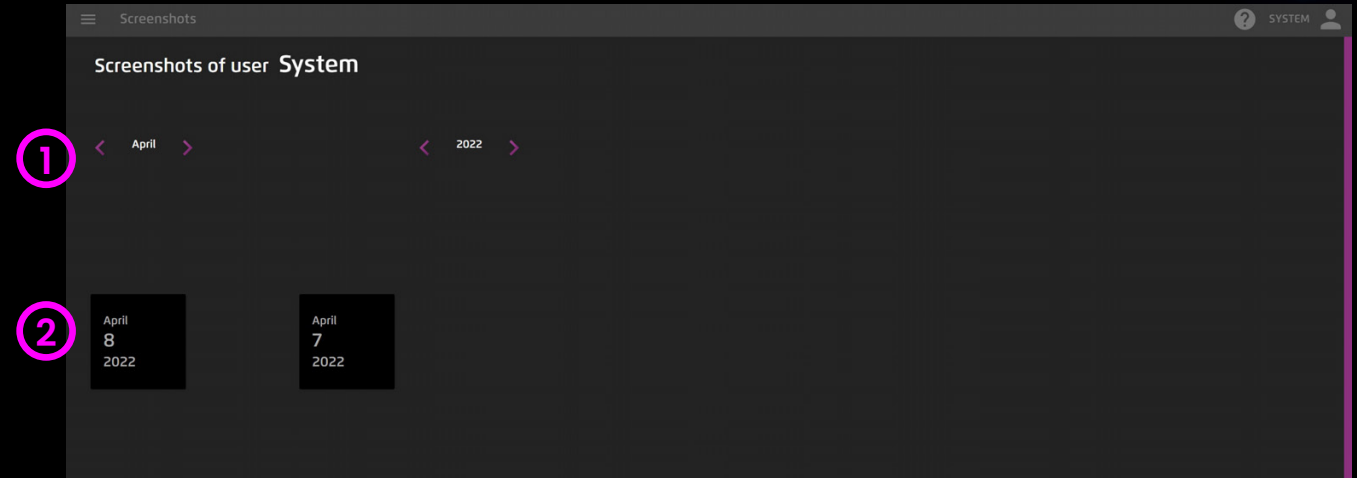 Screenshots
SYSTEM
Screenshots of user System
1
April
2022
2
April
8
2022
April
7
2022